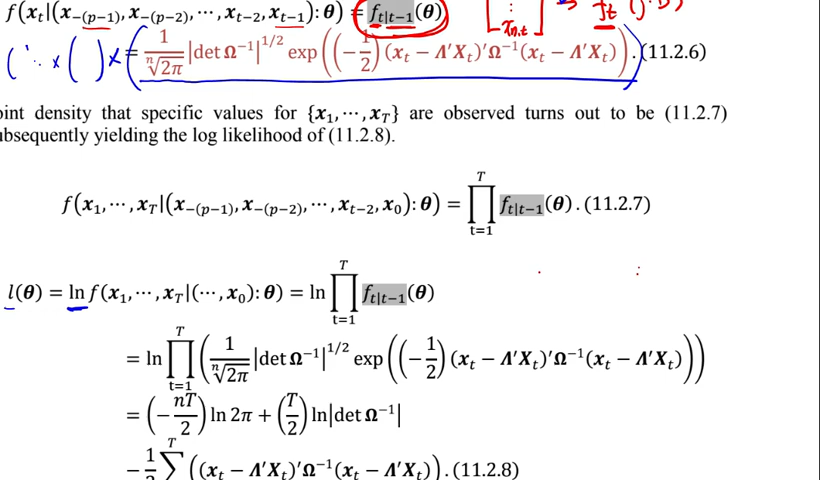 f(x_t|(x_{-(p-1)}, x_{-(p-2)}, ⋯, x_{t-2}, x_{t-1}): θ) = f_{t|t-1}(θ) [ ⋮ x_{n,t} ] f_t
( ⋱ × ( ) × ( = \frac{1}{\sqrt[n]{2π}} |det Ω^{-1}|^{1/2} exp((-\frac{1}{2})(x_t − Λ'X_t)'Ω^{-1}(x_t − Λ'X_t)). (11.2.6)
oint density that specific values for {x_1, ⋯, x_T} are observed turns out to be (11.2.7)
ubsequently yielding the log likelihood of (11.2.8).
f(x_1, ⋯, x_T|(x_{-(p-1)}, x_{-(p-2)}, ⋯, x_{t-2}, x_0): θ) = ∏_{t=1}^{T} f_{t|t-1}(θ). (11.2.7)
l(θ) = ln f(x_1, ⋯, x_T|(⋯, x_0): θ) = ln ∏_{t=1}^{T} f_{t|t-1}(θ)
= ln ∏_{t=1}^{T} (\frac{1}{\sqrt[n]{2π}} |det Ω^{-1}|^{1/2} exp((-\frac{1}{2})(x_t − Λ'X_t)'Ω^{-1}(x_t − Λ'X_t)))
= (-\frac{nT}{2}) ln 2π + (\frac{T}{2}) ln|det Ω^{-1}|
-\frac{1}{2} ∑^{T} ((x_t − Λ'X_t)'Ω^{-1}(x_t − Λ'X_t)). (11.2.8)